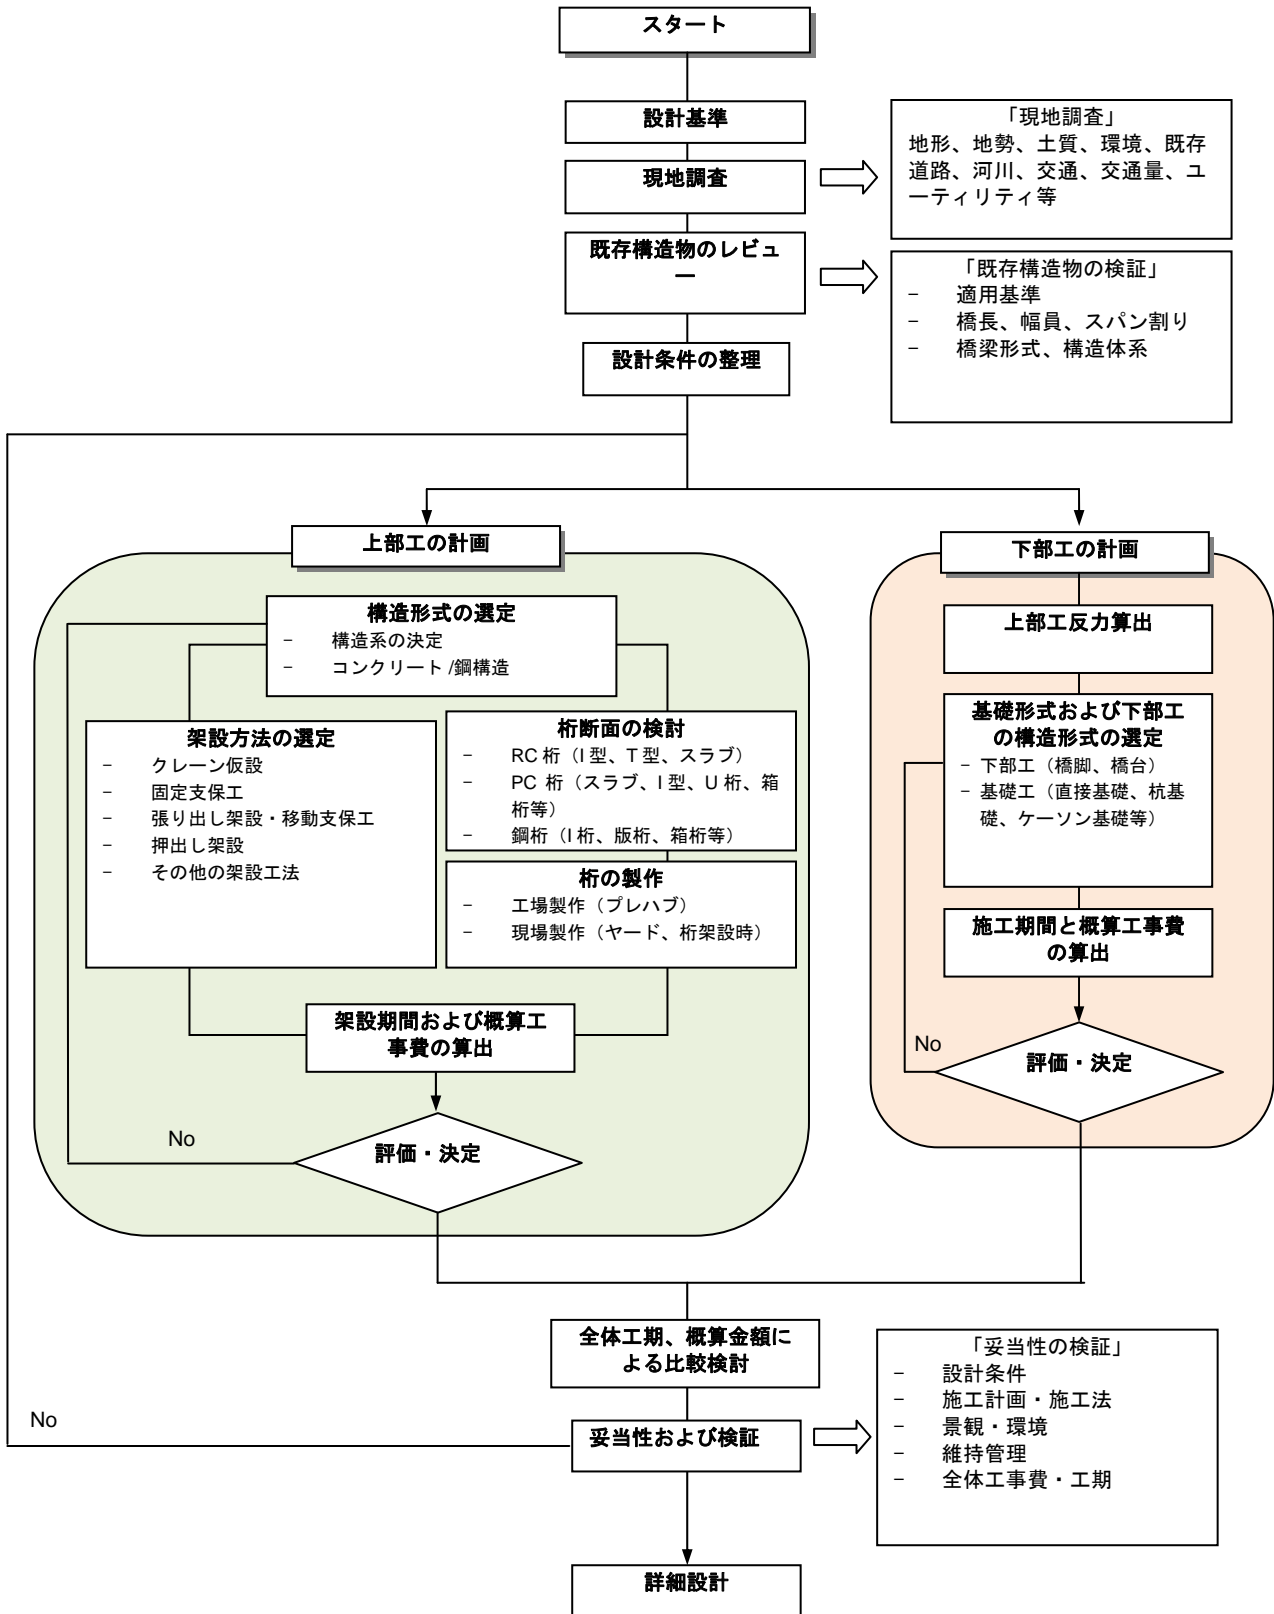 スタート
設計基準
現地調査
「現地調査」
地形、地勢、土質、環境、既存
道路、河川、交通、交通量、ユ
ーティリティ等
既存構造物のレビュ
ー
「既存構造物の検証」
- 適用基準
- 橋長、幅員、スパン割り
- 橋梁形式、構造体系
設計条件の整理
上部工の計画
構造形式の選定
- 構造系の決定
- コンクリート /鋼構造
架設方法の選定
- クレーン仮設
- 固定支保工
- 張り出し架設・移動支保工
- 押出し架設
- その他の架設工法
桁断面の検討
- RC 桁（I 型、T 型、スラブ）
- PC 桁（スラブ、I 型、U 桁、箱
桁等）
- 鋼桁（I 桁、版桁、箱桁等）
桁の製作
- 工場製作（プレハブ）
- 現場製作（ヤード、桁架設時）
架設期間および概算工
事費の算出
評価・決定
No
下部工の計画
上部工反力算出
基礎形式および下部工
の構造形式の選定
- 下部工（橋脚、橋台）
- 基礎工（直接基礎、杭基
礎、ケーソン基礎等）
施工期間と概算工事費
の算出
No
評価・決定
全体工期、概算金額に
よる比較検討
妥当性および検証
No
「妥当性の検証」
- 設計条件
- 施工計画・施工法
- 景観・環境
- 維持管理
- 全体工事費・工期
詳細設計